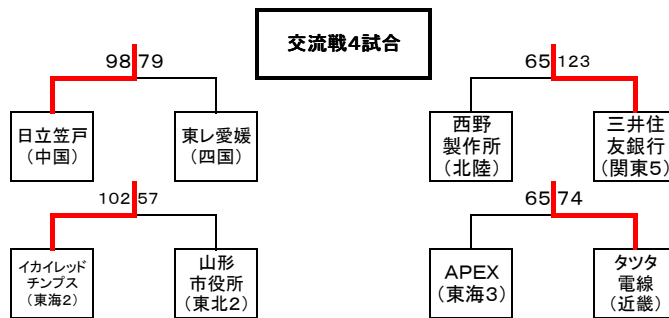 交流戦4試合
98 79
日立笠戸
(中国)
東レ愛媛
(四国)
65 123
西野
製作所
(北陸)
三井住
友銀行
(関東5)
102 57
イカイレッド
チンプス
(東海2)
山形
市役所
(東北2)
65 74
APEX
(東海3)
タツタ
電線
(近畿)